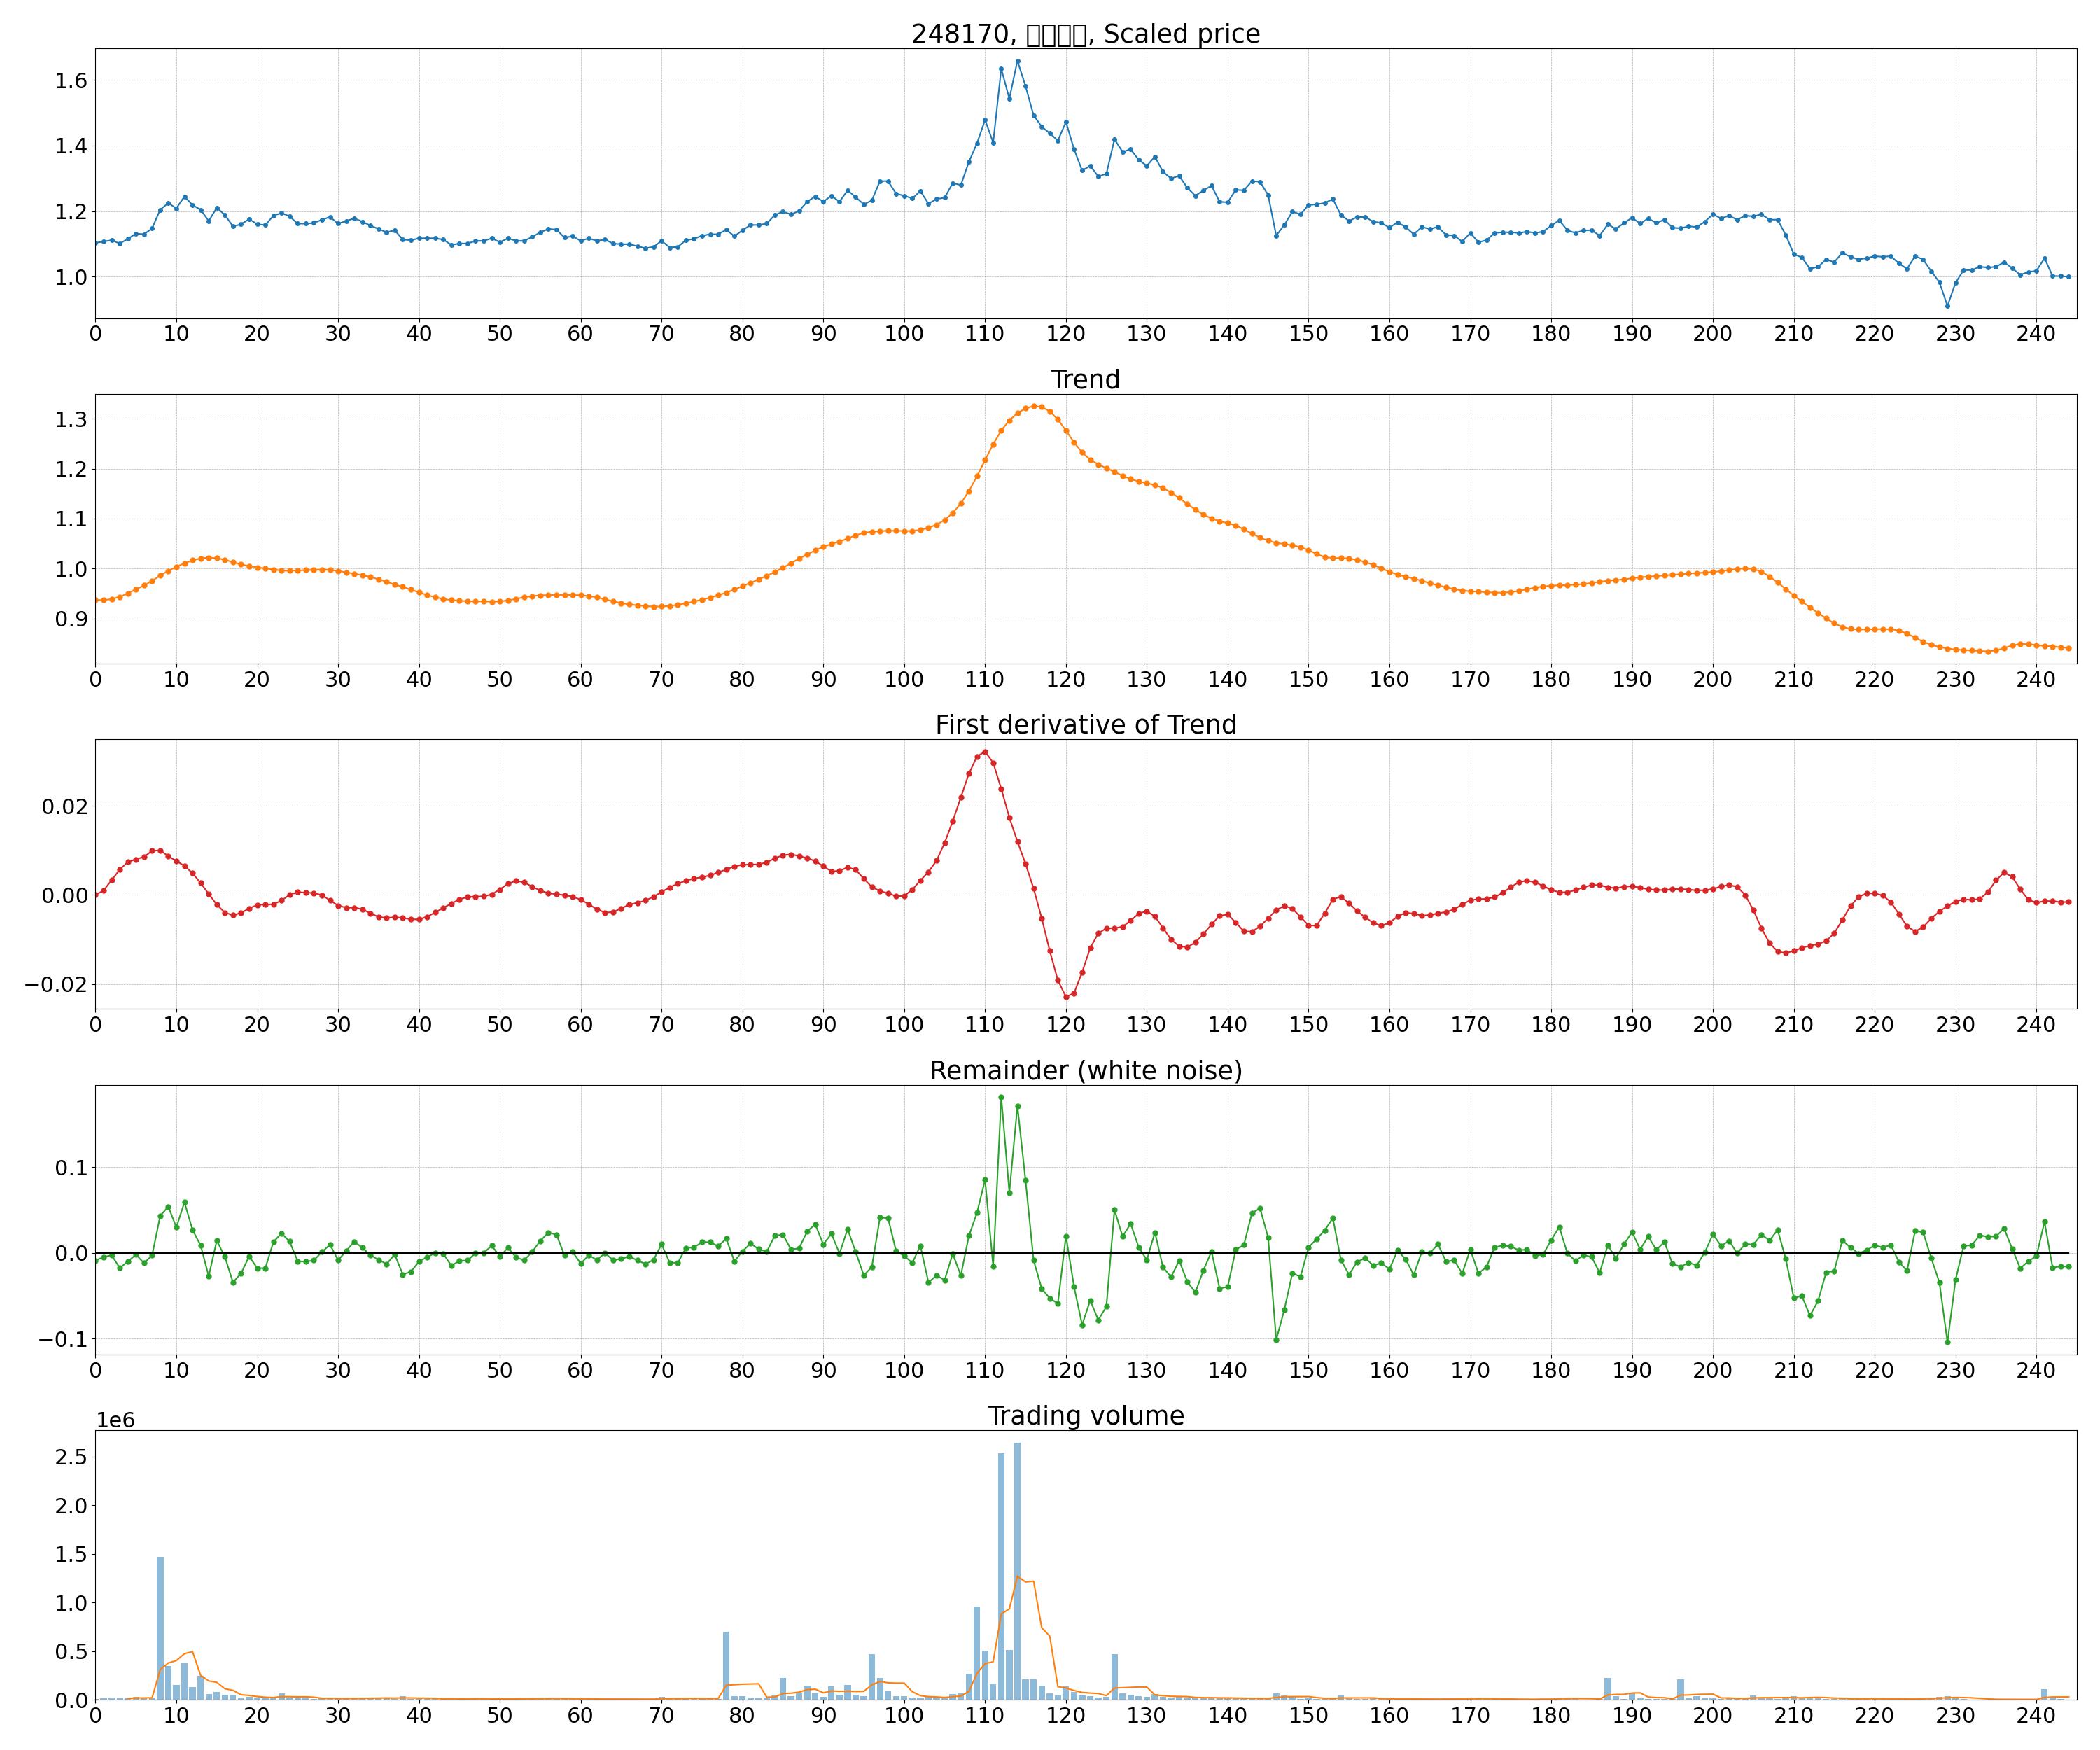 248170, , Scaled price
1.6
1.4
1.2
1.0
0 10 20 30 40 50 60 70 80 90 100 110 120 130 140 150 160 170 180 190 200 210 220 230 240
Trend
1.3
1.2
1.1
1.0
0.9
0 10 20 30 40 50 60 70 80 90 100 110 120 130 140 150 160 170 180 190 200 210 220 230 240
First derivative of Trend
0.02
0.00
−0.02
0 10 20 30 40 50 60 70 80 90 100 110 120 130 140 150 160 170 180 190 200 210 220 230 240
Remainder (white noise)
0.1
0.0
−0.1
0 10 20 30 40 50 60 70 80 90 100 110 120 130 140 150 160 170 180 190 200 210 220 230 240
Trading volume
1e6
2.5
2.0
1.5
1.0
0.5
0.0
0 10 20 30 40 50 60 70 80 90 100 110 120 130 140 150 160 170 180 190 200 210 220 230 240